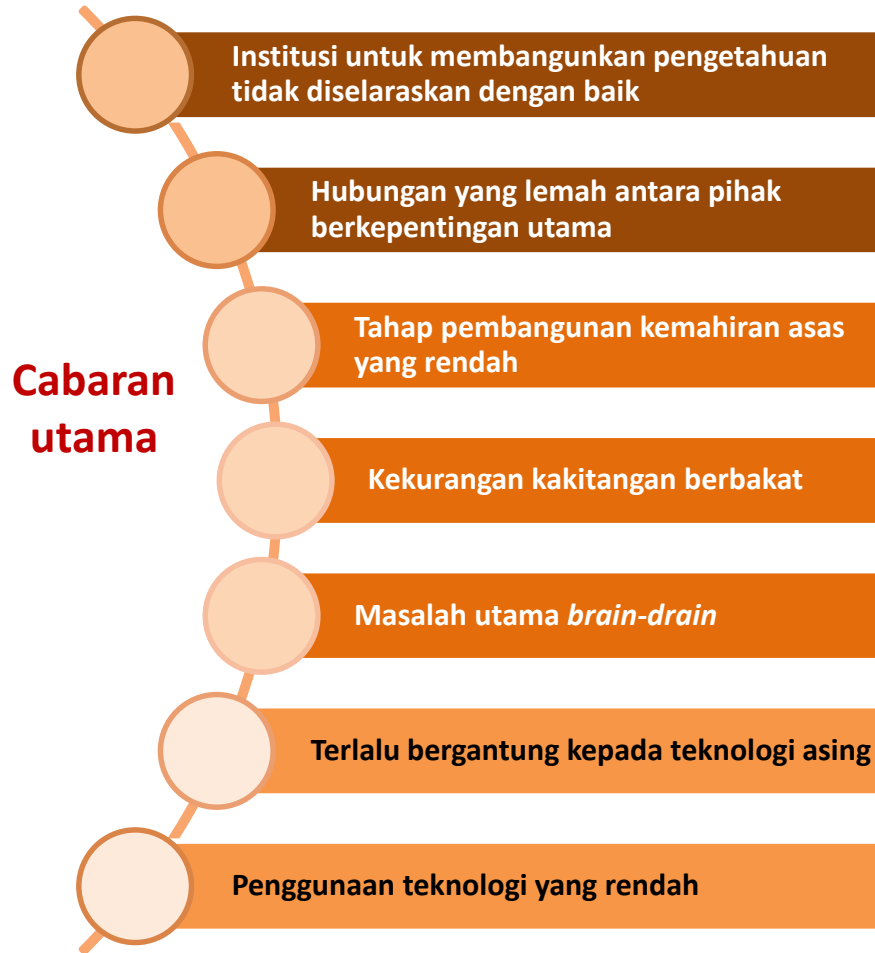 Institusi untuk membangunkan pengetahuan
tidak diselaraskan dengan baik
Hubungan yang lemah antara pihak
berkepentingan utama
Tahap pembangunan kemahiran asas
yang rendah
Cabaran
utama
Kekurangan kakitangan berbakat
Masalah utama brain-drain
Terlalu bergantung kepada teknologi asing
Penggunaan teknologi yang rendah